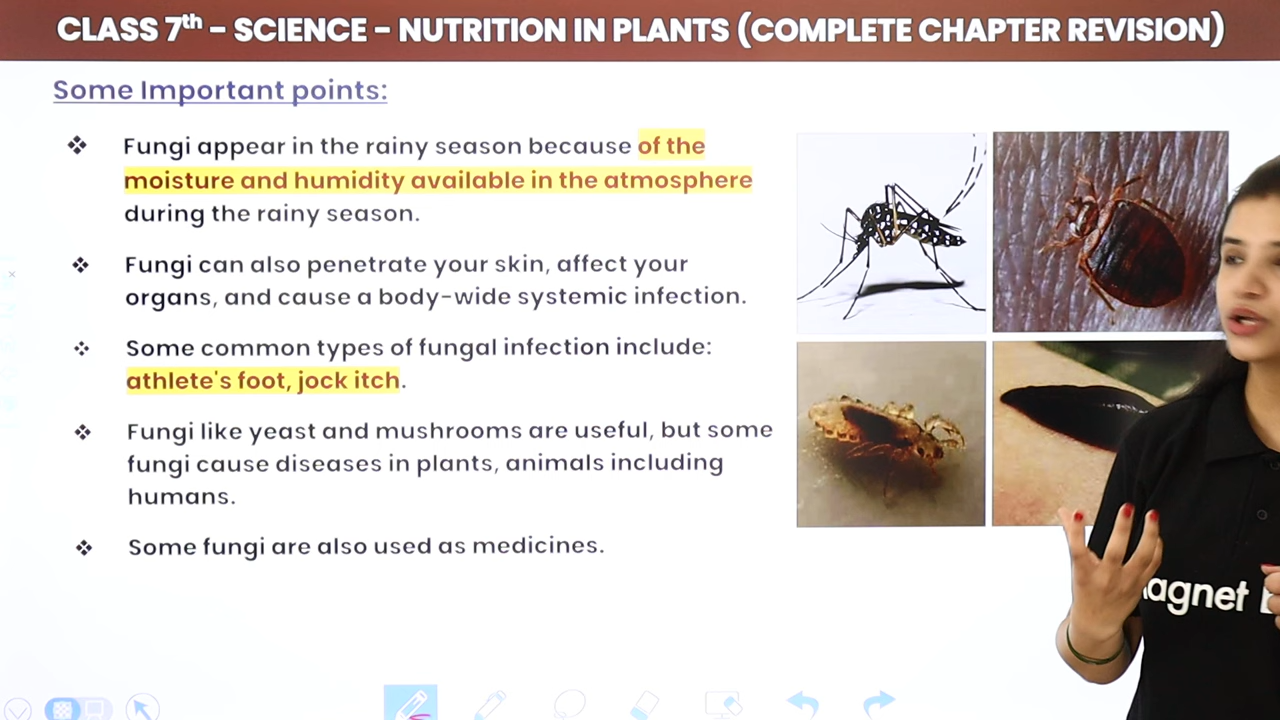 CLASS 7th – SCIENCE – NUTRITION IN PLANTS (COMPLETE CHAPTER REVISION)
Some Important points:
❖ Fungi appear in the rainy season because of the
moisture and humidity available in the atmosphere
during the rainy season.
❖ Fungi can also penetrate your skin, affect your
organs, and cause a body-wide systemic infection.
❖ Some common types of fungal infection include:
athlete's foot, jock itch.
❖ Fungi like yeast and mushrooms are useful, but some
fungi cause diseases in plants, animals including
humans.
❖ Some fungi are also used as medicines.
agnet